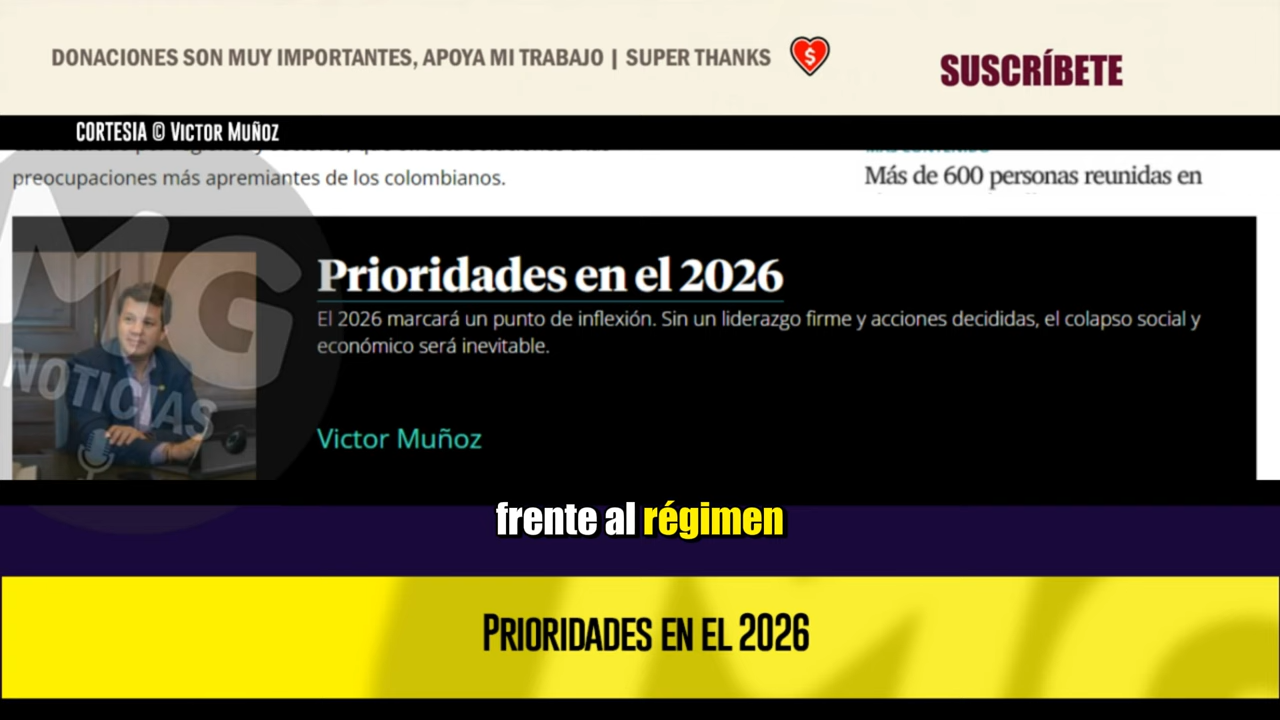 DONACIONES SON MUY IMPORTANTES, APOYA MI TRABAJO | SUPER THANKS
$
SUSCRÍBETE
CORTESIA © VICTOR MUÑOZ
preocupaciones más apremiantes de los colombianos.
Más de 600 personas reunidas en
MG
NOTICIAS
Prioridades en el 2026
El 2026 marcará un punto de inflexión. Sin un liderazgo firme y acciones decididas, el colapso social y
económico será inevitable.
Victor Muñoz
frente al régimen
PRIORIDADES EN EL 2026